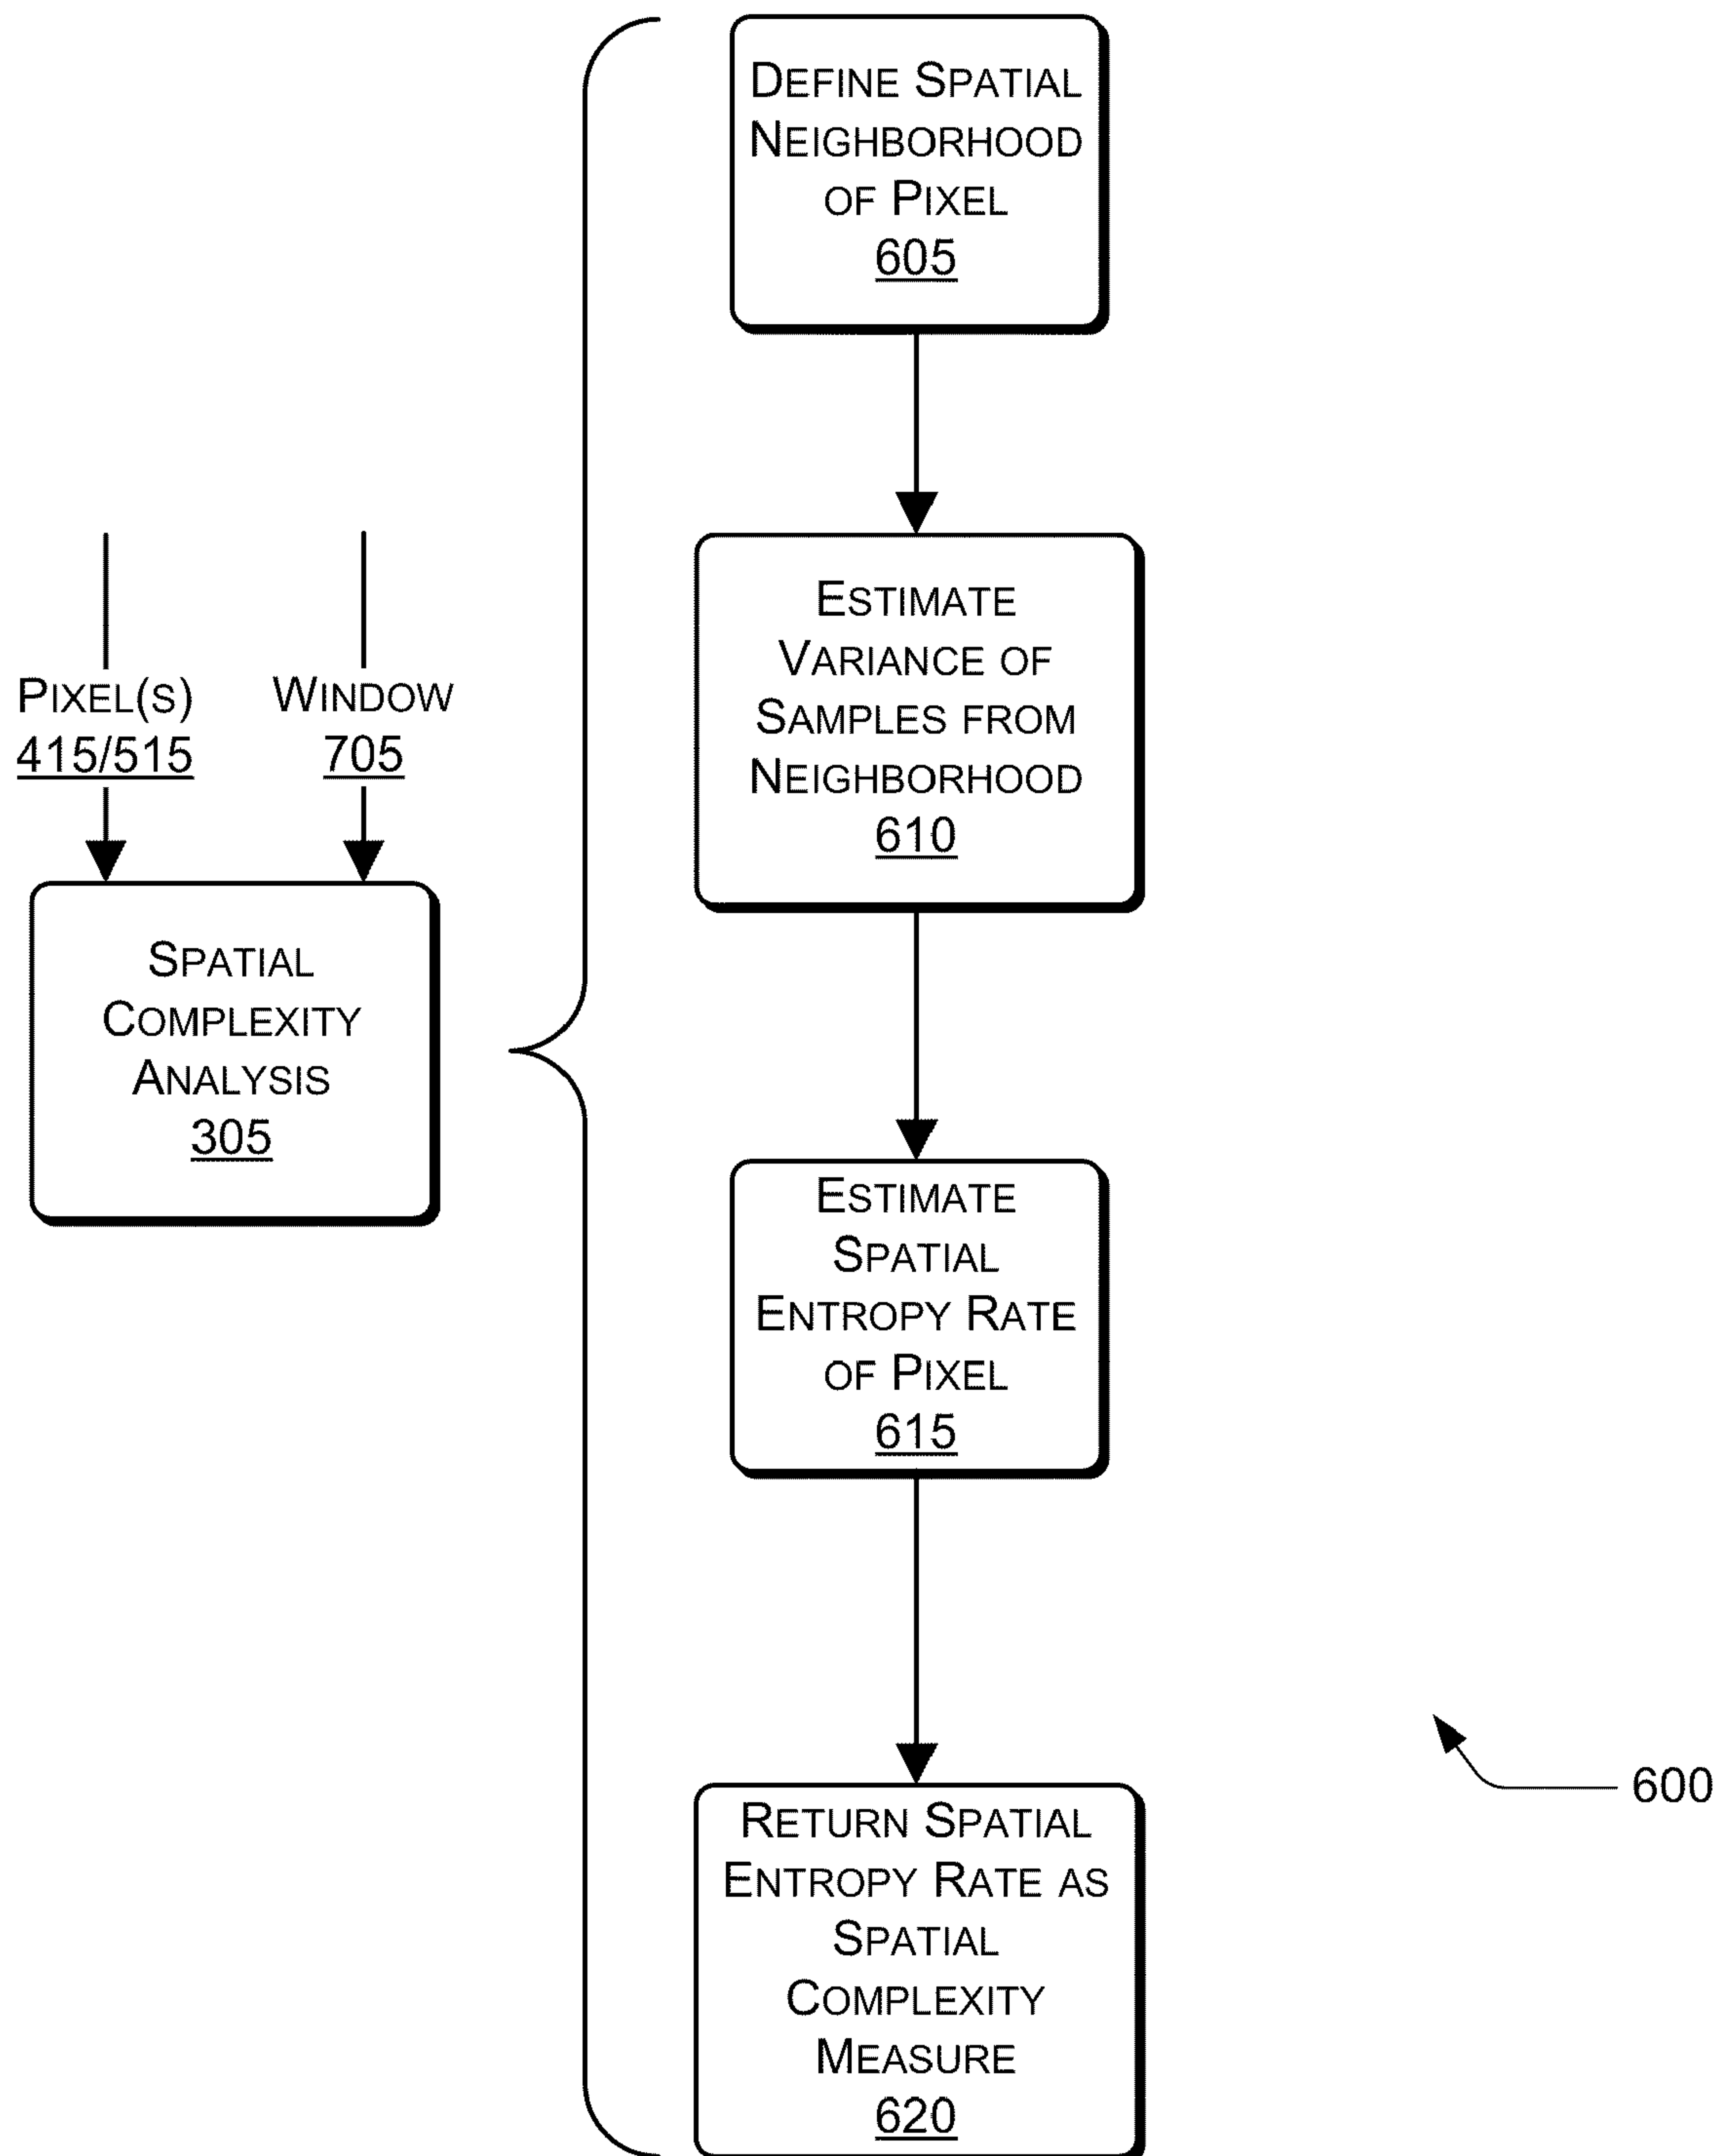 DEFINE SPATIAL
NEIGHBORHOOD
OF PIXEL
605
ESTIMATE
VARIANCE OF
SAMPLES FROM
NEIGHBORHOOD
610
PIXEL(S)
415/515
WINDOW
705
SPATIAL
COMPLEXITY
ANALYSIS
305
ESTIMATE
SPATIAL
ENTROPY RATE
OF PIXEL
615
RETURN SPATIAL
ENTROPY RATE AS
SPATIAL
COMPLEXITY
MEASURE
620
600